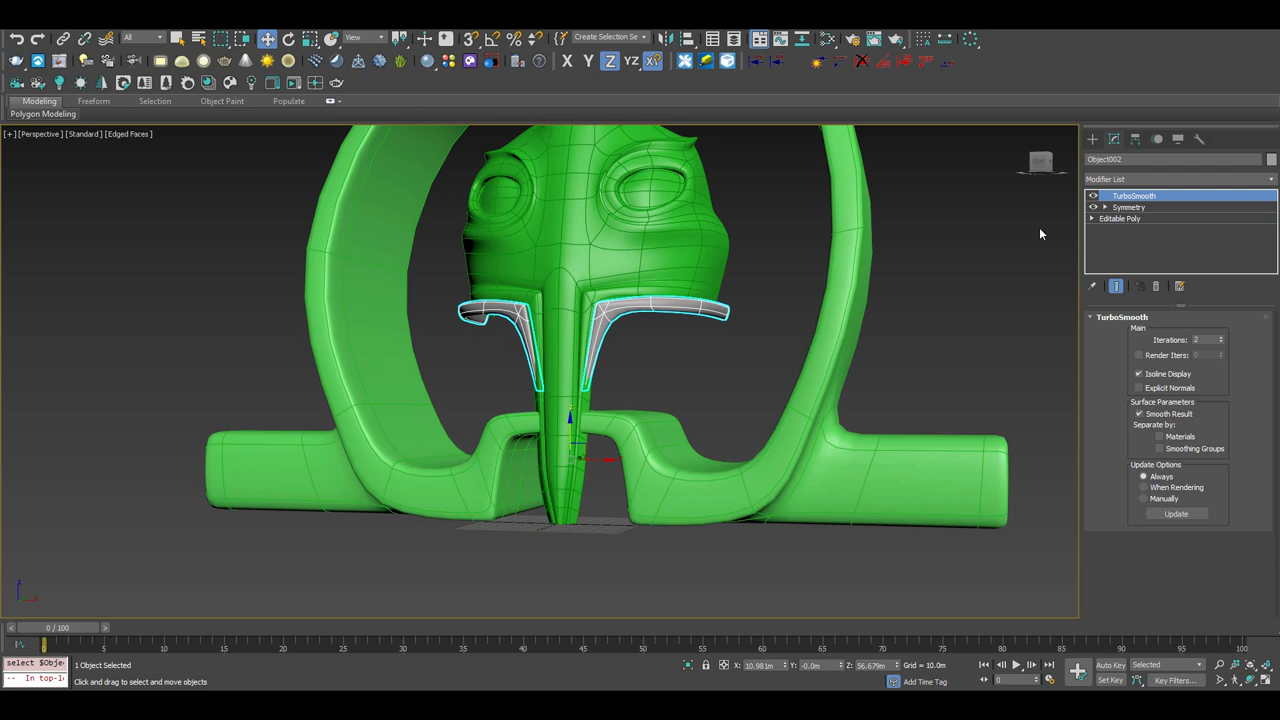 All
View
Create Selection Se
X Y Z YZ
Modeling Freeform Selection Object Paint Populate
Polygon Modeling
[+] [Perspective] [Standard] [Edged Faces]
Object002
Modifier List
TurboSmooth
Symmetry
Editable Poly
TurboSmooth
Main
Iterations: 2
Render Iters: 0
Isoline Display
Explicit Normals
Surface Parameters
Smooth Result
Separate by:
Materials
Smoothing Groups
Update Options
Always
When Rendering
Manually
Update
z
0 / 100
0 5 10 15 20 25 30 35 40 45 50 55 60 65 70 75 80 85 90 95 100
select $Obje
-- In top-l
1 Object Selected
Click and drag to select and move objects
X: 10.981m Y: -0.0m Z: 56.679m Grid = 10.0m
Add Time Tag
0
Auto Key Selected
Set Key Key Filters...